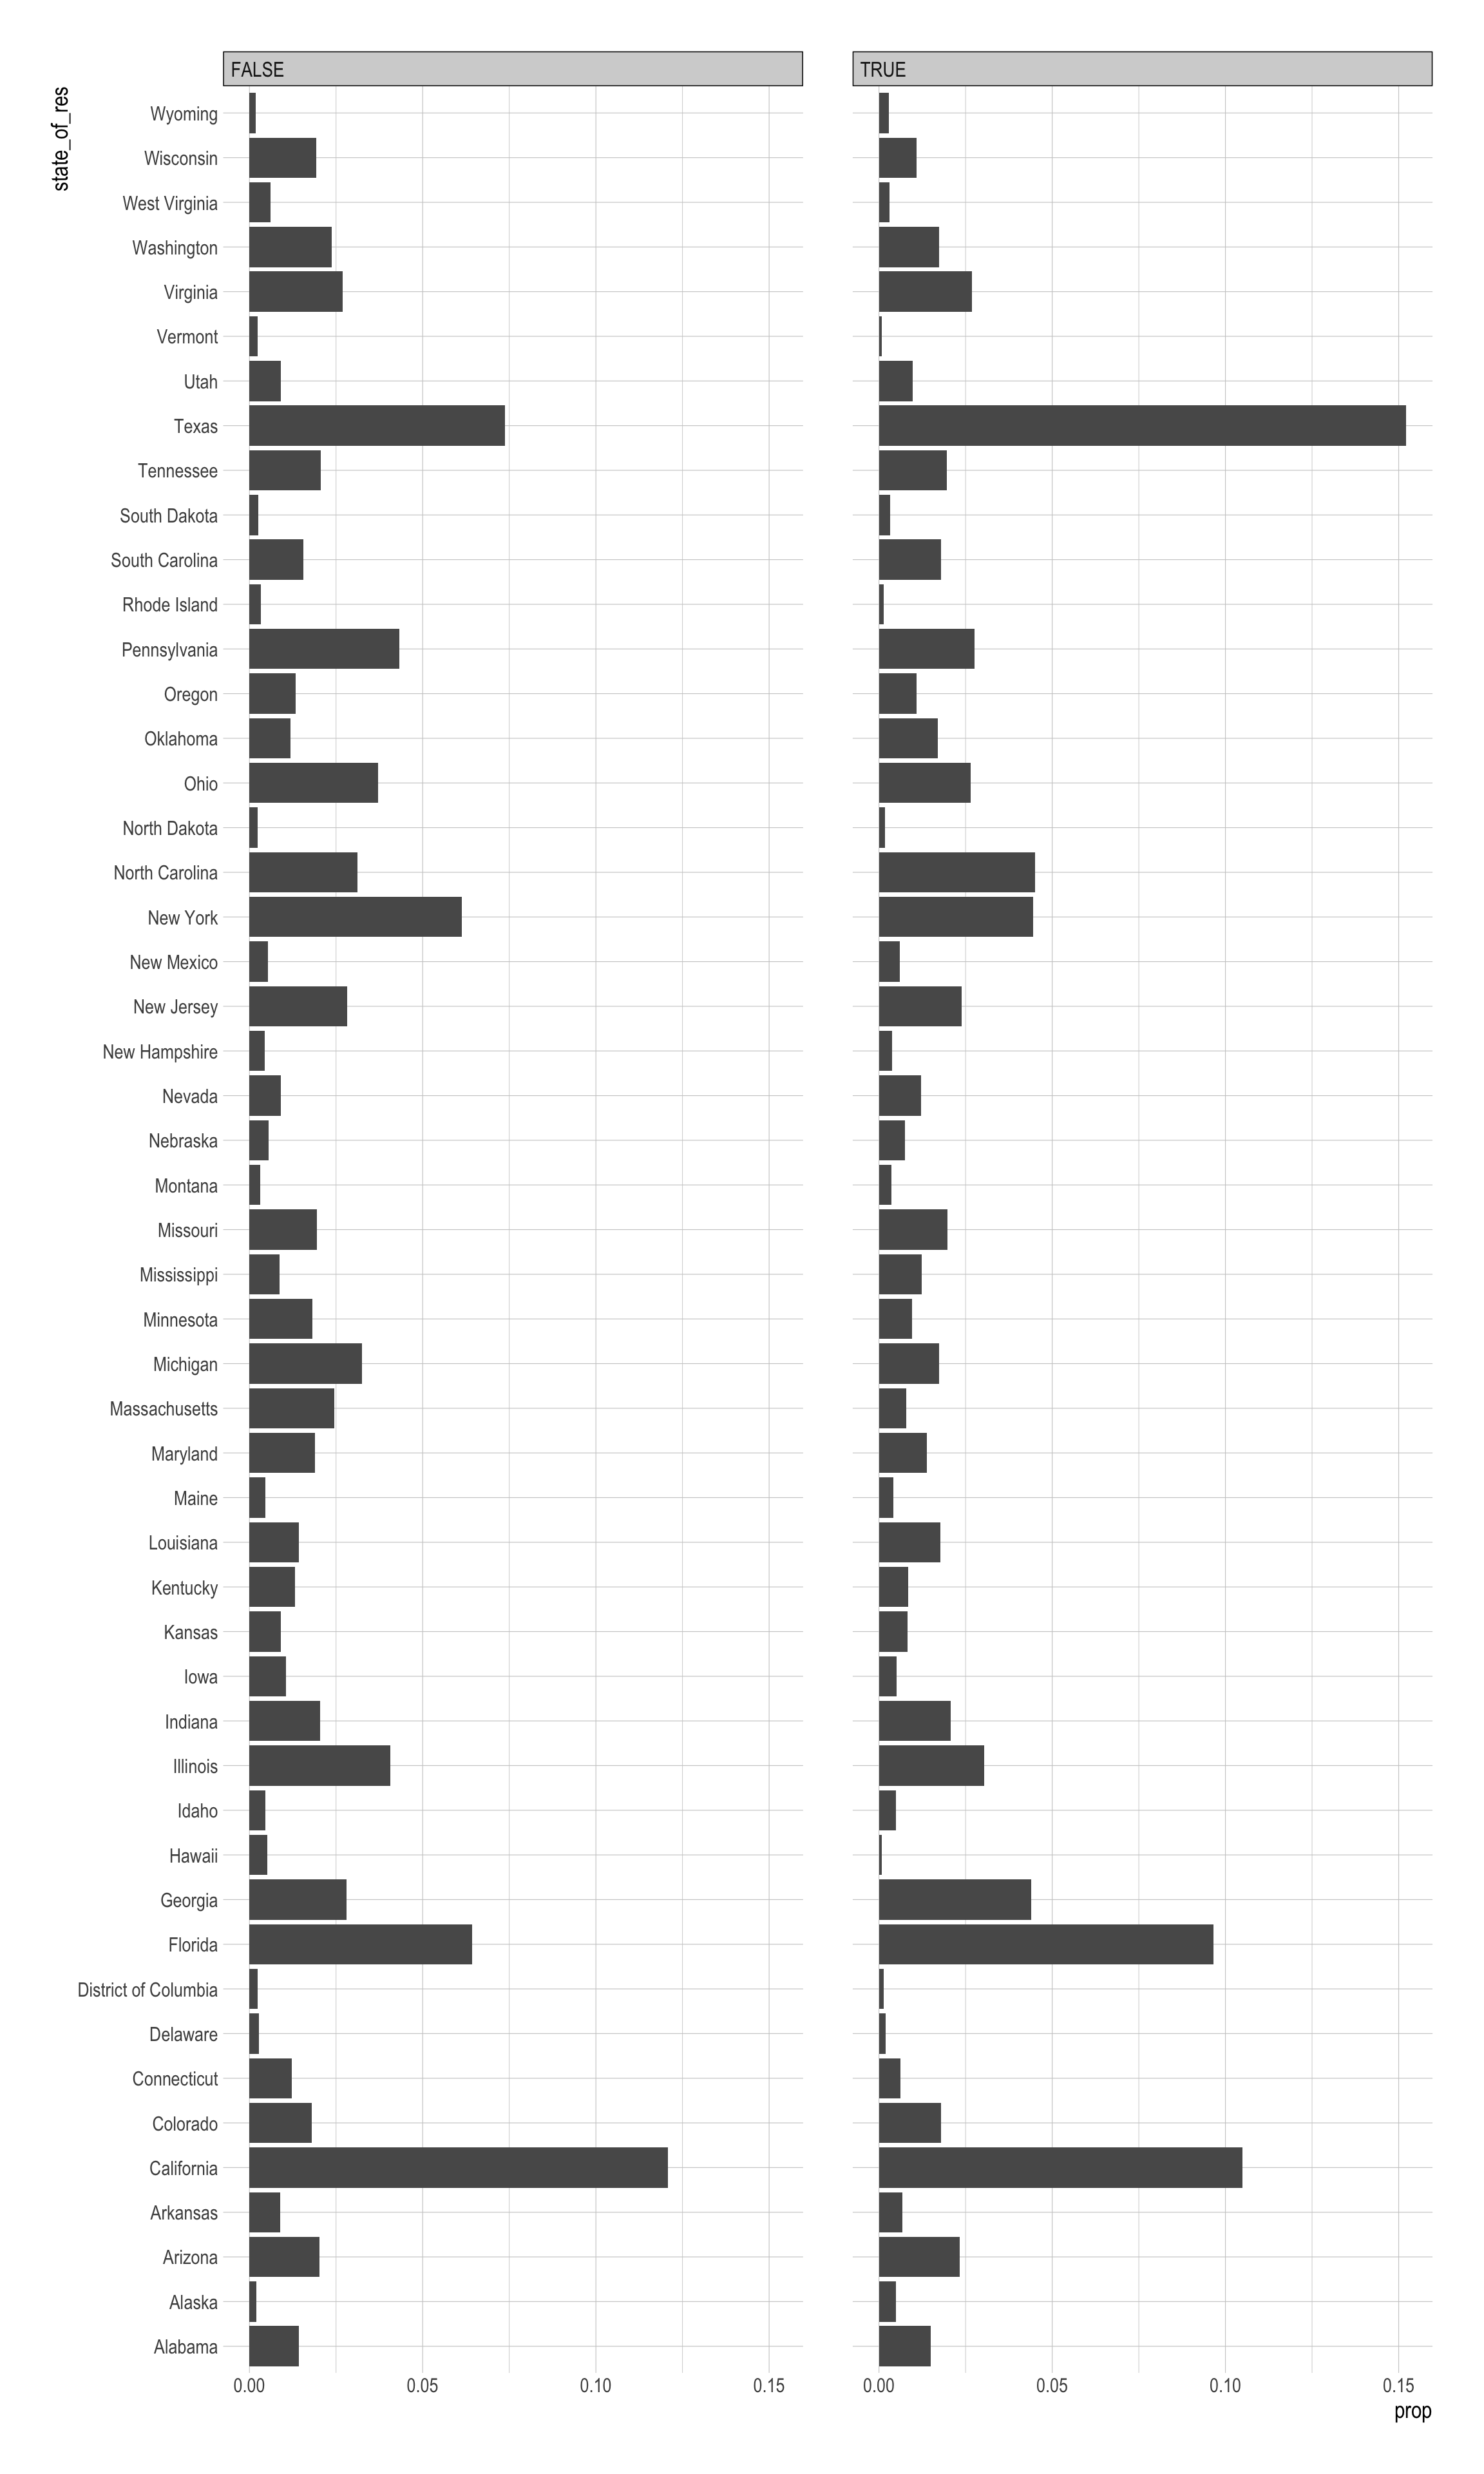 FALSE
TRUE
state_of_res
Wyoming
Wisconsin
West Virginia
Washington
Virginia
Vermont
Utah
Texas
Tennessee
South Dakota
South Carolina
Rhode Island
Pennsylvania
Oregon
Oklahoma
Ohio
North Dakota
North Carolina
New York
New Mexico
New Jersey
New Hampshire
Nevada
Nebraska
Montana
Missouri
Mississippi
Minnesota
Michigan
Massachusetts
Maryland
Maine
Louisiana
Kentucky
Kansas
Iowa
Indiana
Illinois
Idaho
Hawaii
Georgia
Florida
District of Columbia
Delaware
Connecticut
Colorado
California
Arkansas
Arizona
Alaska
Alabama
0.00 0.05 0.10 0.15
0.00 0.05 0.10 0.15
prop